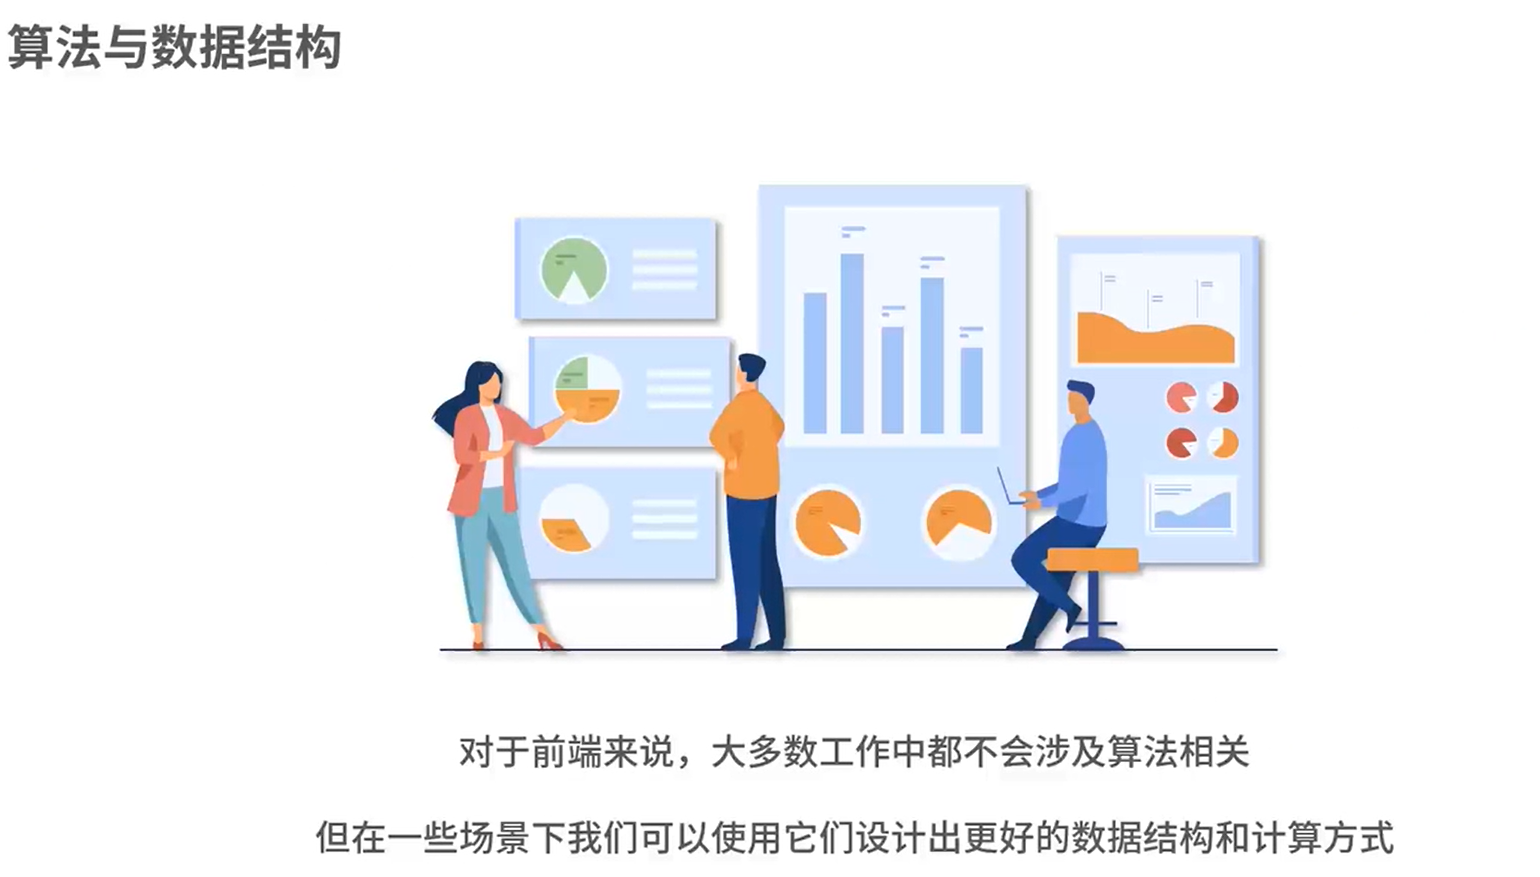 算法与数据结构
对于前端来说，大多数工作中都不会涉及算法相关
但在一些场景下我们可以使用它们设计出更好的数据结构和计算方式